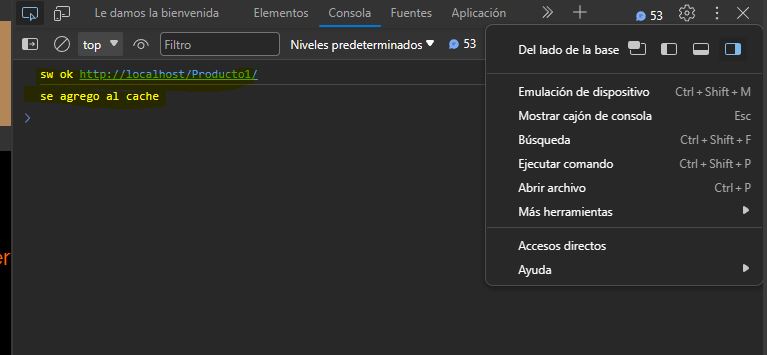 Le damos la bienvenida Elementos Consola Fuentes Aplicación 53
top Filtro Niveles predeterminados 53
sw ok http://localhost/Producto1/
se agrego al cache
er
Del lado de la base
Emulación de dispositivo Ctrl + Shift + M
Mostrar cajón de consola Esc
Búsqueda Ctrl + Shift + F
Ejecutar comando Ctrl + Shift + P
Abrir archivo Ctrl + P
Más herramientas
Accesos directos
Ayuda